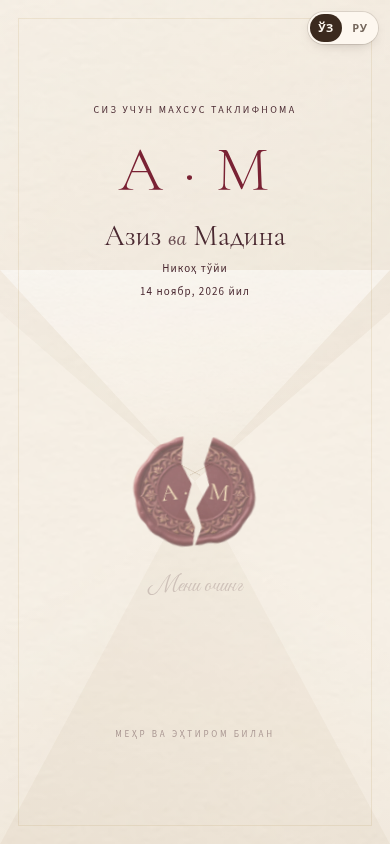 ЎЗ РУ
СИЗ УЧУН МАХСУС ТАКЛИФНОМА
А · М
Азиз ва Мадина
Никоҳ тўйи
14 ноябр, 2026 йил
А · М
Мени очинг
МЕҲР ВА ЭҲТИРОМ БИЛАН